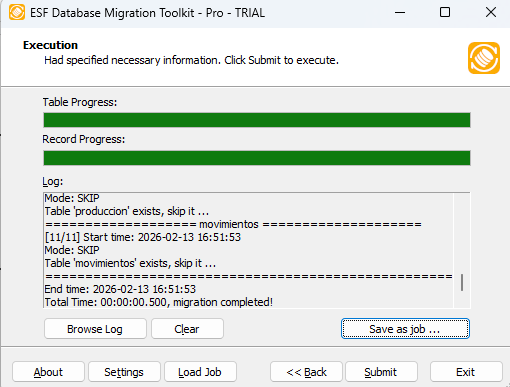 ESF Database Migration Toolkit - Pro - TRIAL
Execution
Had specified necessary information. Click Submit to execute.
Table Progress:
Record Progress:
Log:
Mode: SKIP
Table 'produccion' exists, skip it ...
=================== movimientos ====================
[11/11] Start time: 2026-02-13 16:51:53
Mode: SKIP
Table 'movimientos' exists, skip it ...
===================================================
End time: 2026-02-13 16:51:53
Total Time: 00:00:00.500, migration completed!
Browse Log
Clear
Save as job ...
About
Settings
Load Job
<< Back
Submit
Exit